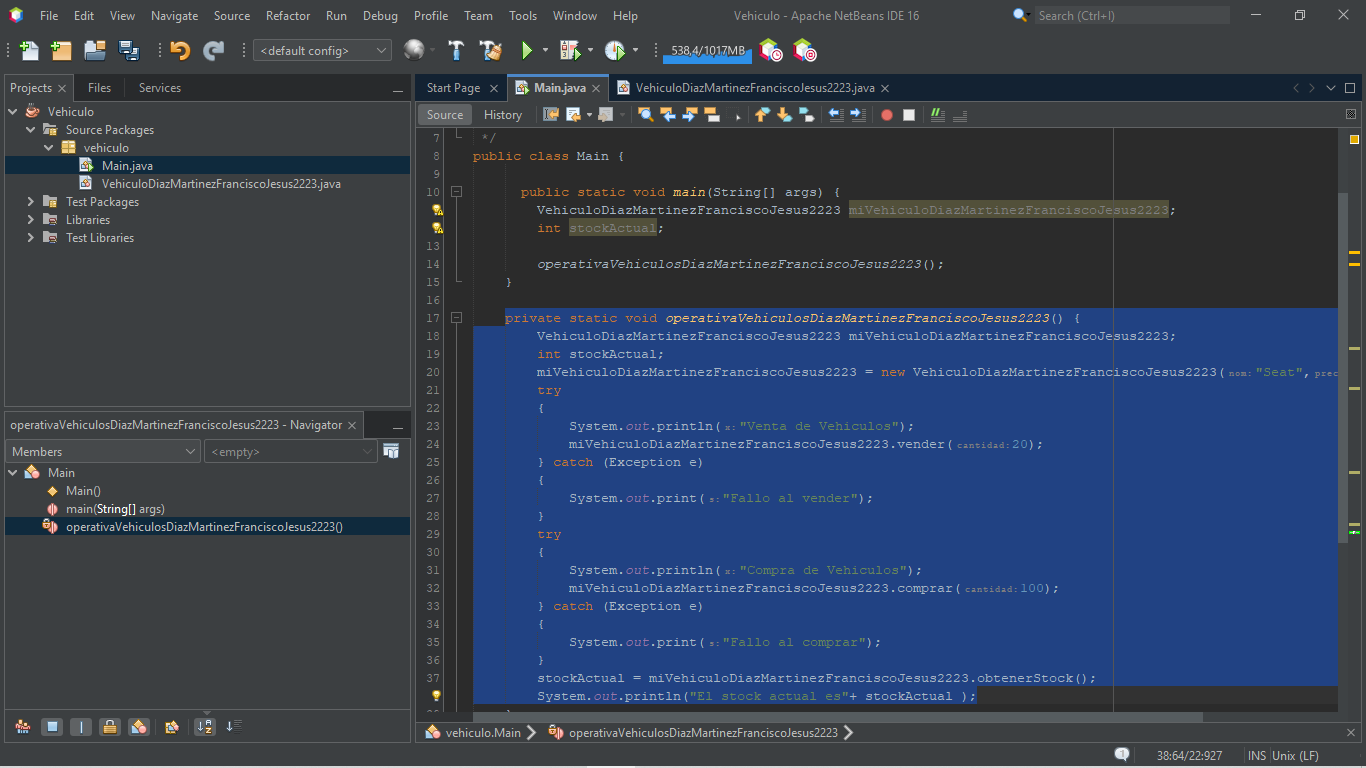 File Edit View Navigate Source Refactor Run Debug Profile Team Tools Window Help Vehiculo - Apache NetBeans IDE 16 Search (Ctrl+I)
<default config> 538,4/1017MB
Projects Files Services
Vehiculo
Source Packages
vehiculo
Main.java
VehiculoDiazMartinezFranciscoJesus2223.java
Test Packages
Libraries
Test Libraries
operativaVehiculosDiazMartinezFranciscoJesus2223 - Navigator
Members <empty>
Main
Main()
main(String[] args)
operativaVehiculosDiazMartinezFranciscoJesus2223()
Start Page Main.java VehiculoDiazMartinezFranciscoJesus2223.java
Source History
7 */
8 public class Main {
9
10 public static void main(String[] args) {
VehiculoDiazMartinezFranciscoJesus2223 miVehiculoDiazMartinezFranciscoJesus2223;
int stockActual;
13
14 operativaVehiculosDiazMartinezFranciscoJesus2223();
15 }
16
17 private static void operativaVehiculosDiazMartinezFranciscoJesus2223() {
18 VehiculoDiazMartinezFranciscoJesus2223 miVehiculoDiazMartinezFranciscoJesus2223;
19 int stockActual;
20 miVehiculoDiazMartinezFranciscoJesus2223 = new VehiculoDiazMartinezFranciscoJesus2223( nom: "Seat", prec
21 try
22 {
23 System.out.println( x: "Venta de Vehiculos");
24 miVehiculoDiazMartinezFranciscoJesus2223.vender( cantidad: 20);
25 } catch (Exception e)
26 {
27 System.out.print( s: "Fallo al vender");
28 }
29 try
30 {
31 System.out.println( x: "Compra de Vehiculos");
32 miVehiculoDiazMartinezFranciscoJesus2223.comprar( cantidad: 100);
33 } catch (Exception e)
34 {
35 System.out.print( s: "Fallo al comprar");
36 }
37 stockActual = miVehiculoDiazMartinezFranciscoJesus2223.obtenerStock();
System.out.println("El stock actual es"+ stockActual );
vehiculo.Main operativaVehiculosDiazMartinezFranciscoJesus2223
1 38:64/22:927 INS Unix (LF)